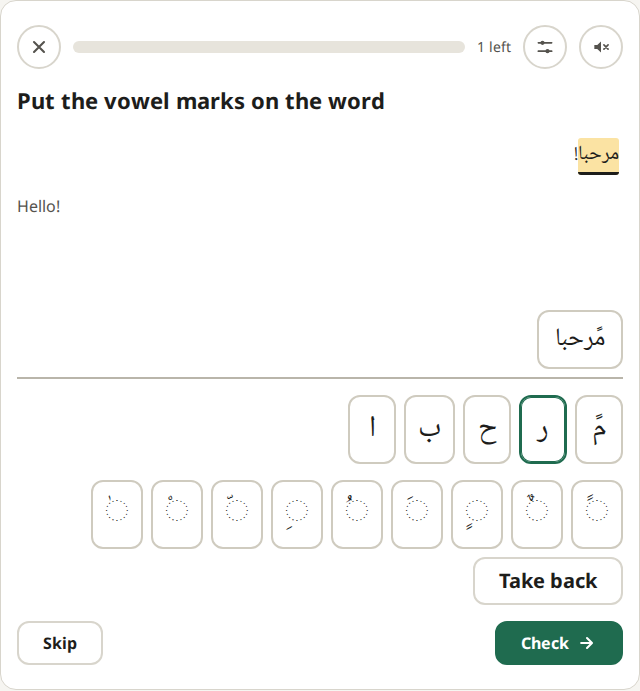 1 left
Put the vowel marks on the word
مرحبا!
Hello!
مًرحبا
مً ر ح ب ا
◌ً ◌ٌ ◌ٍ ◌َ ◌ُ ◌ِ ◌ّ ◌ْ ◌ٰ
Take back
Skip Check →